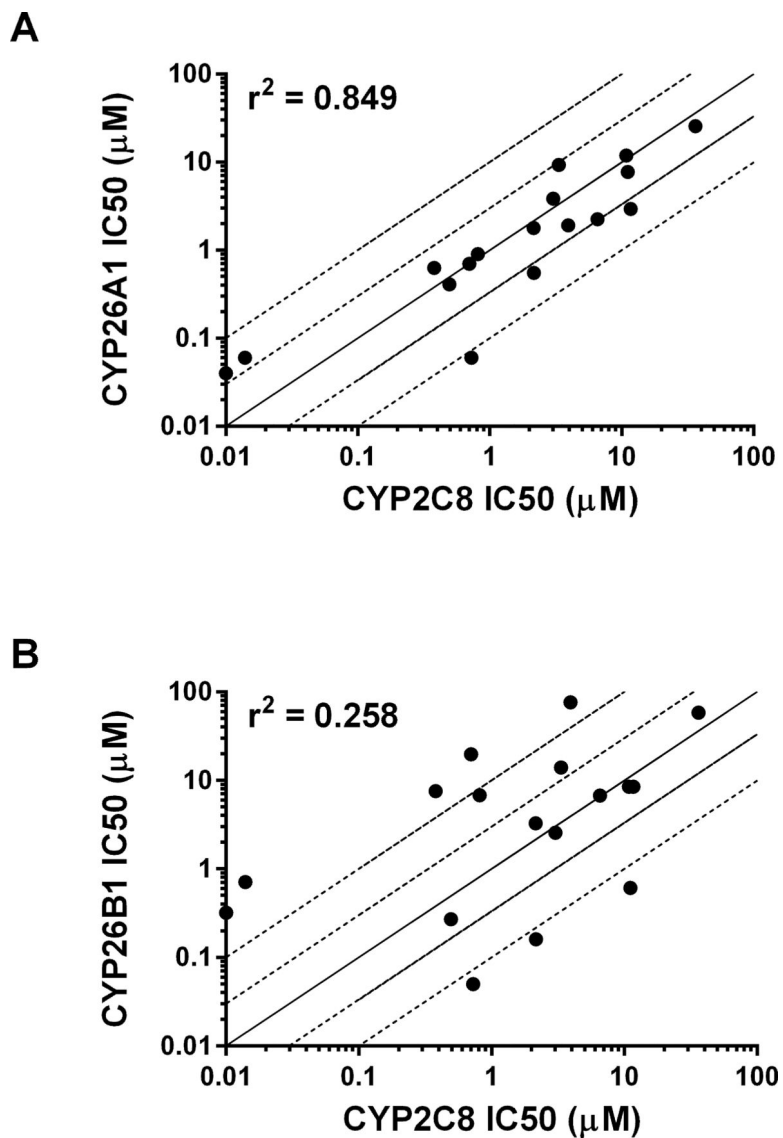 A
r² = 0.849
CYP26A1 IC50 (μM)
100
10
1
0.1
0.01
0.01 0.1 1 10 100
CYP2C8 IC50 (μM)
B
r² = 0.258
CYP26B1 IC50 (μM)
100
10
1
0.1
0.01
0.01 0.1 1 10 100
CYP2C8 IC50 (μM)